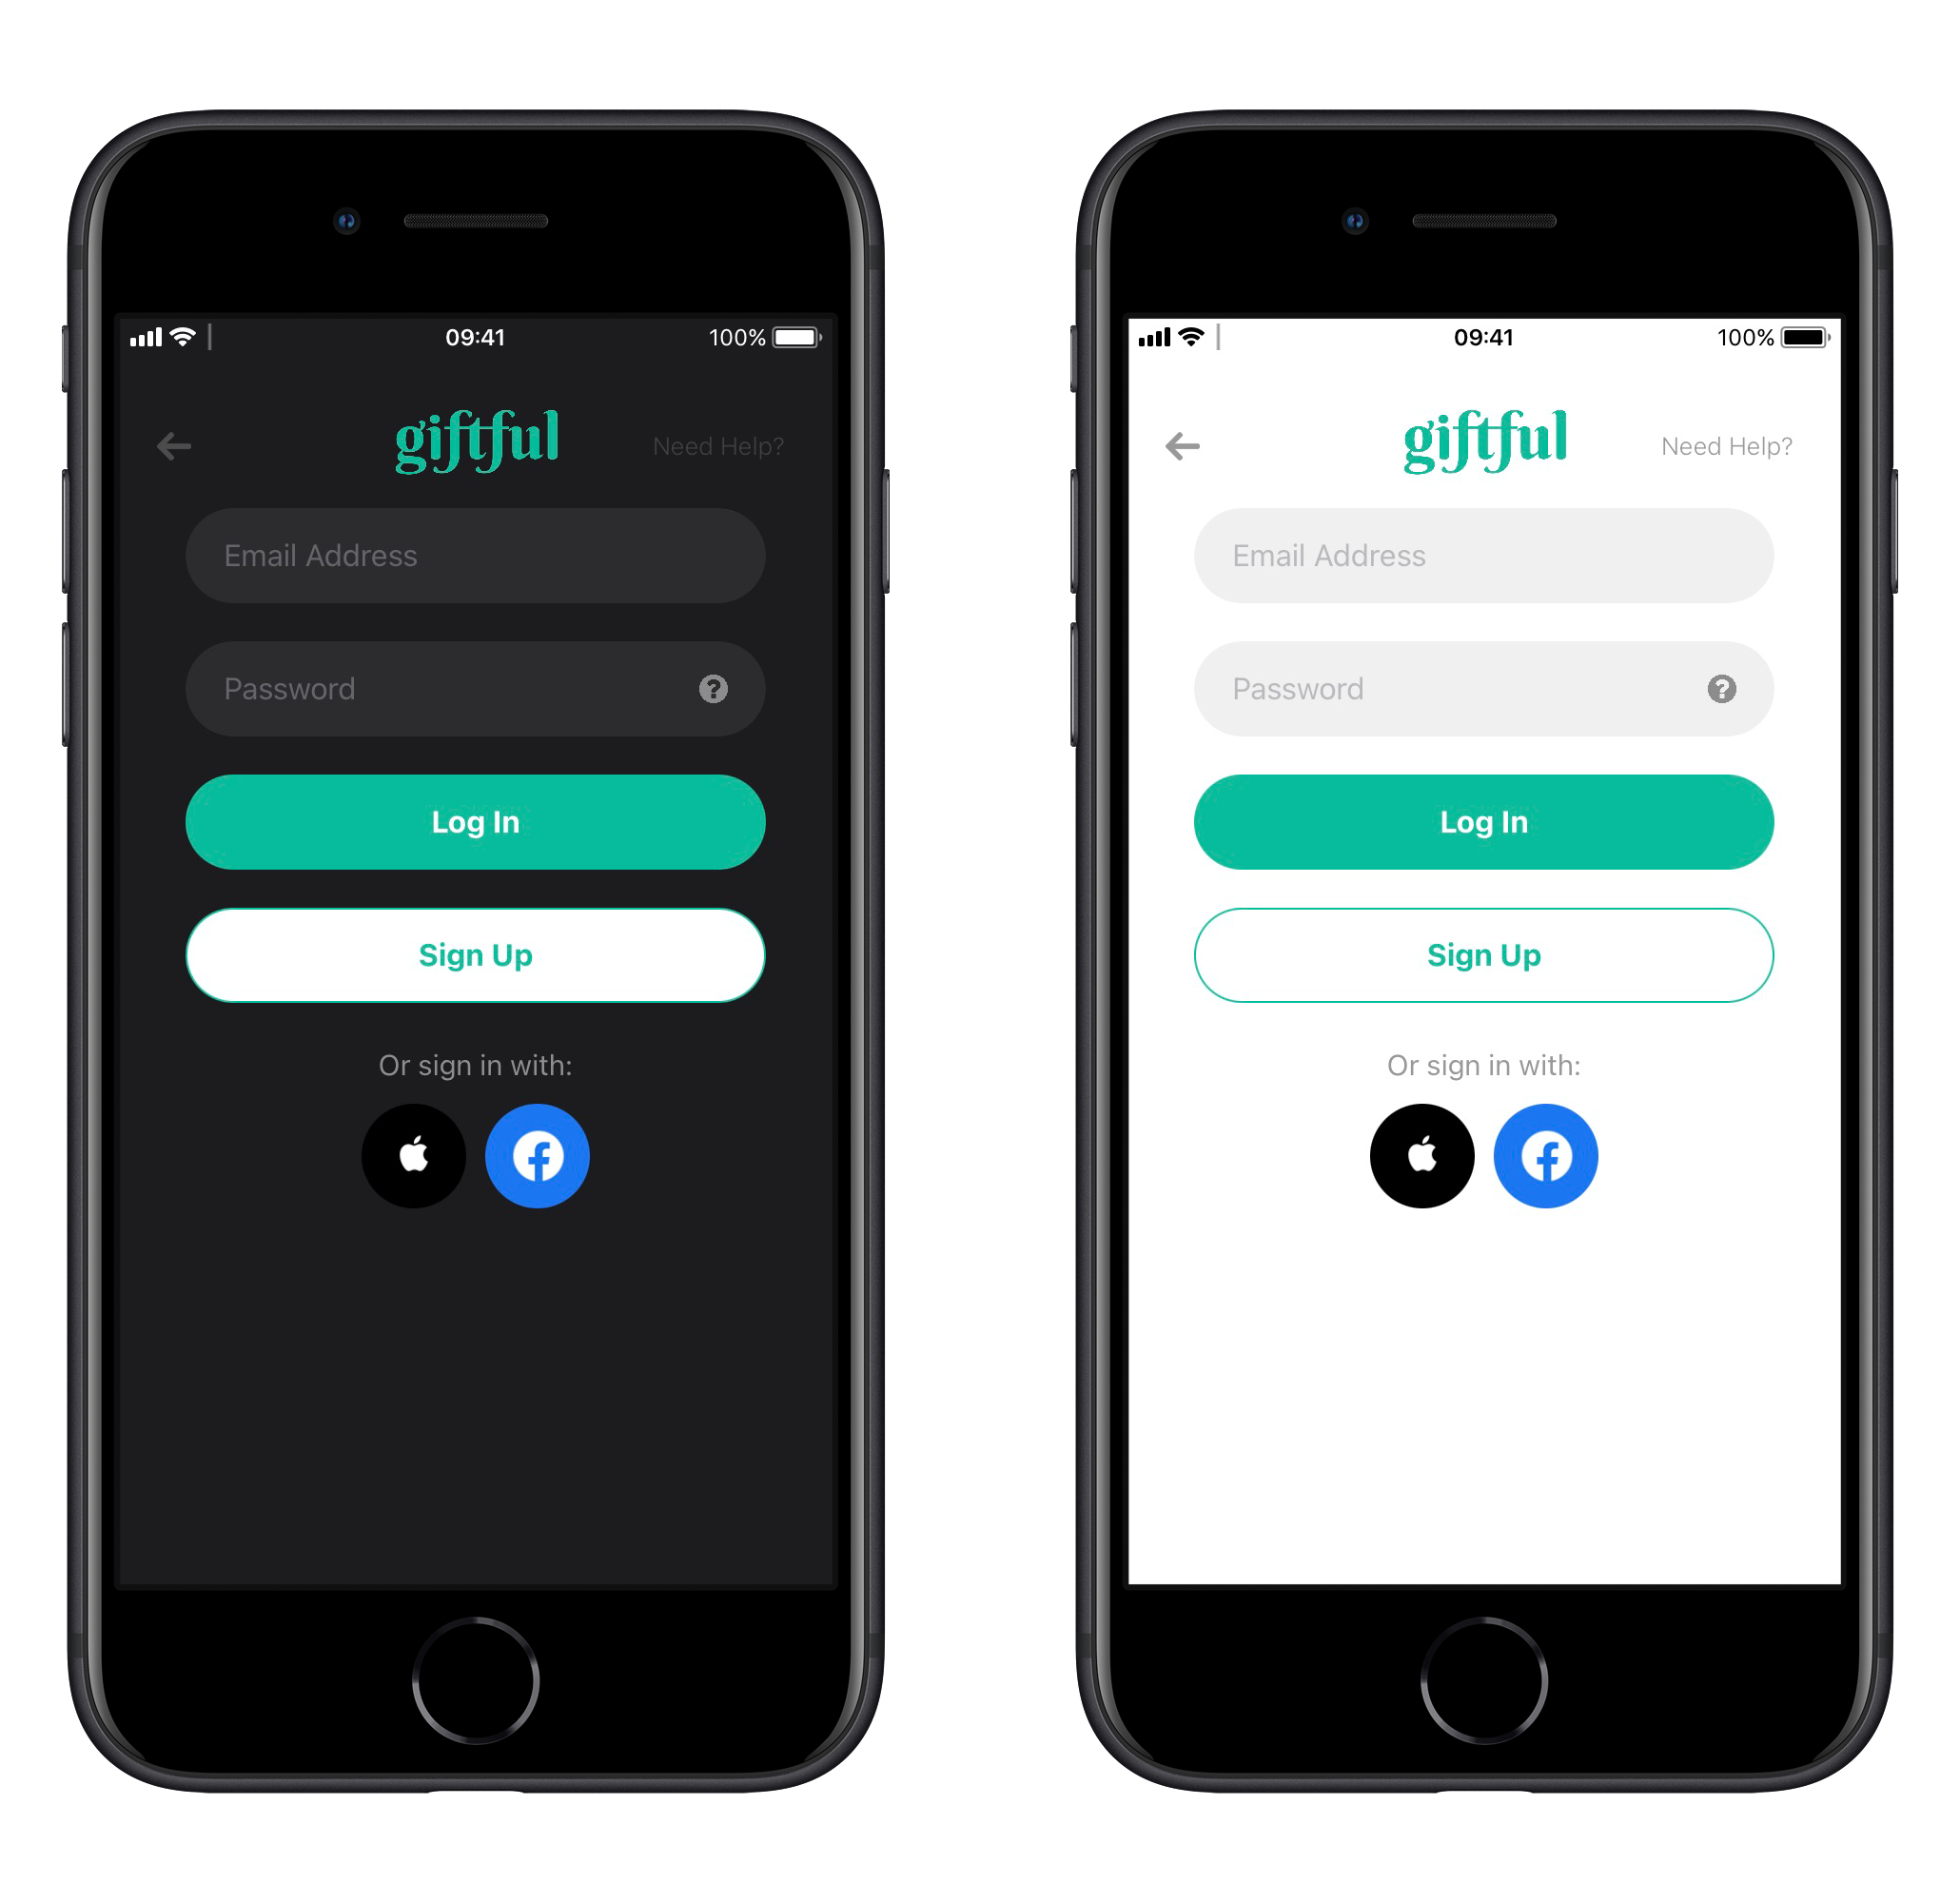 09:41 100%
giftful Need Help?
Email Address
Password ?
Log In
Sign Up
Or sign in with:
09:41 100%
giftful Need Help?
Email Address
Password ?
Log In
Sign Up
Or sign in with: